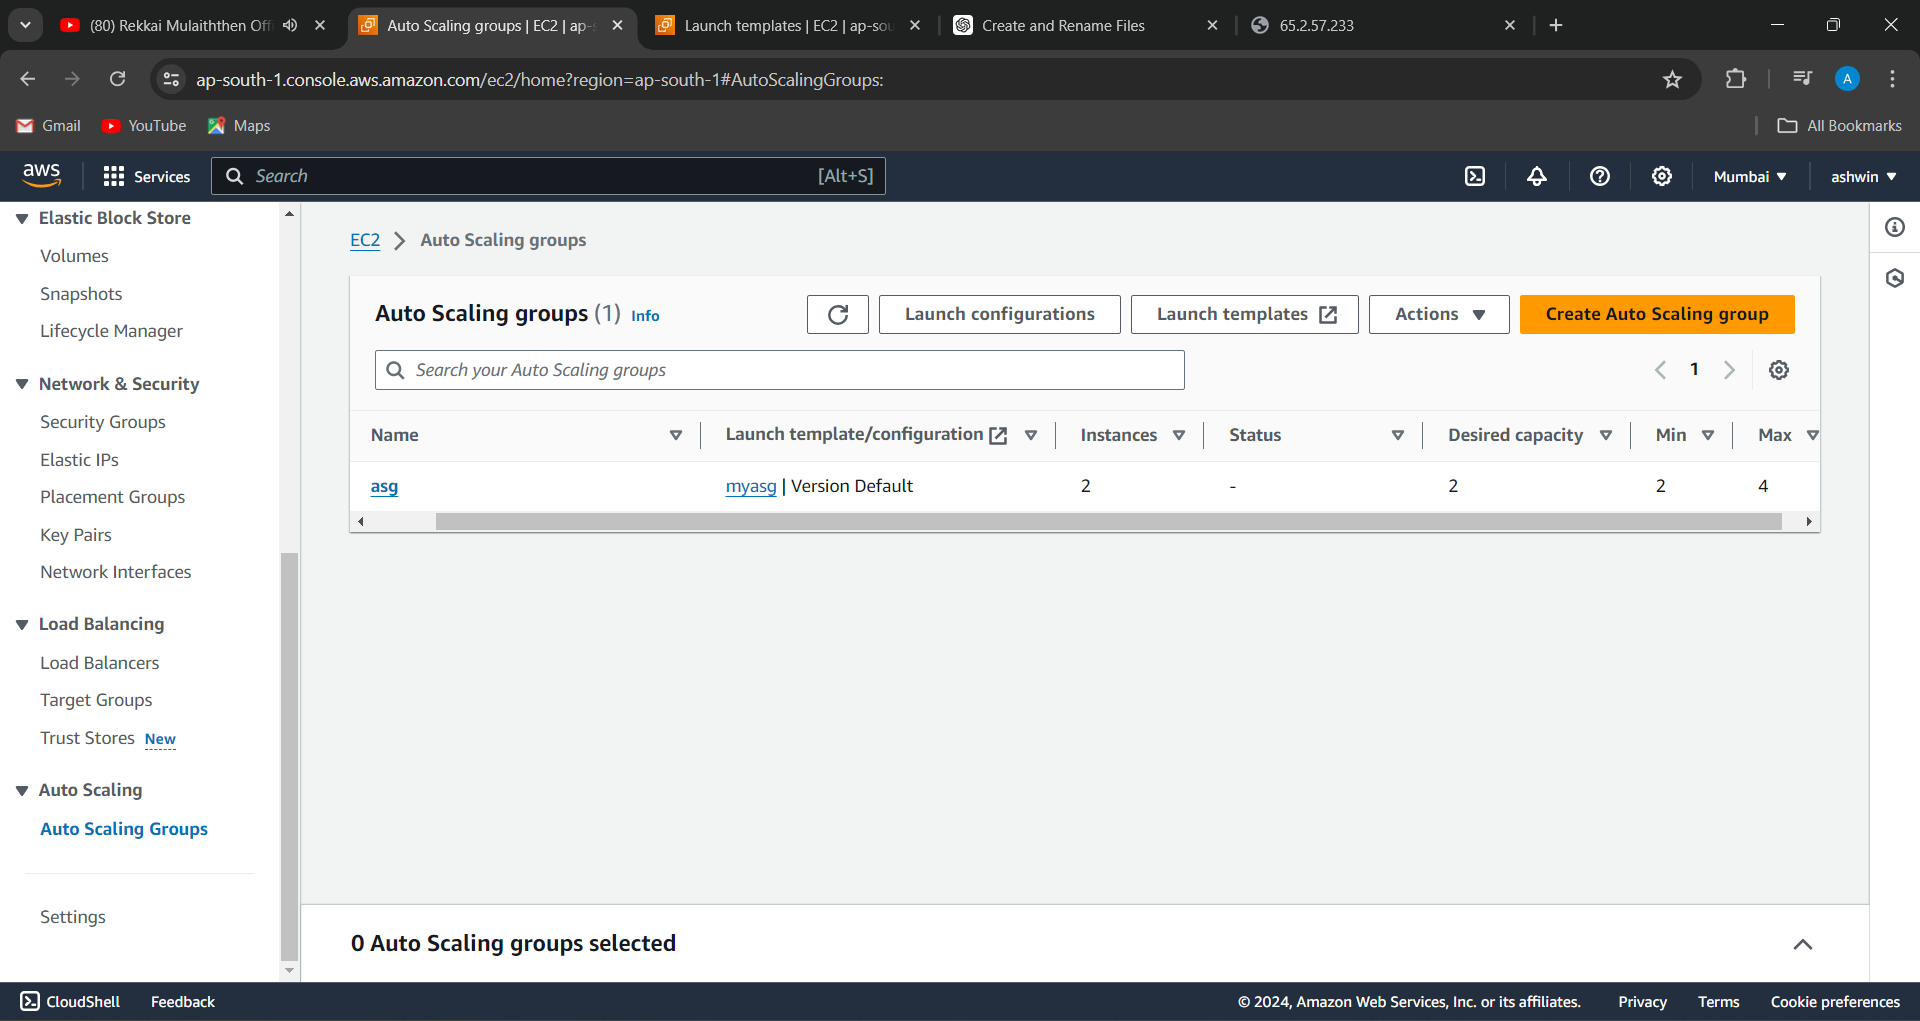 (80) Rekkai Mulaiththen Offi
Auto Scaling groups | EC2 | ap-s
Launch templates | EC2 | ap-sou
Create and Rename Files
65.2.57.233
ap-south-1.console.aws.amazon.com/ec2/home?region=ap-south-1#AutoScalingGroups:
A
Gmail
YouTube
Maps
All Bookmarks
aws
Services
Search
[Alt+S]
Mumbai
ashwin
Elastic Block Store
Volumes
Snapshots
Lifecycle Manager
Network & Security
Security Groups
Elastic IPs
Placement Groups
Key Pairs
Network Interfaces
Load Balancing
Load Balancers
Target Groups
Trust Stores New
Auto Scaling
Auto Scaling Groups
Settings
EC2 > Auto Scaling groups
Auto Scaling groups (1) Info
Launch configurations
Launch templates
Actions
Create Auto Scaling group
Search your Auto Scaling groups
1
Name Launch template/configuration Instances Status Desired capacity Min Max
asg myasg | Version Default 2 - 2 2 4
0 Auto Scaling groups selected
CloudShell Feedback © 2024, Amazon Web Services, Inc. or its affiliates. Privacy Terms Cookie preferences